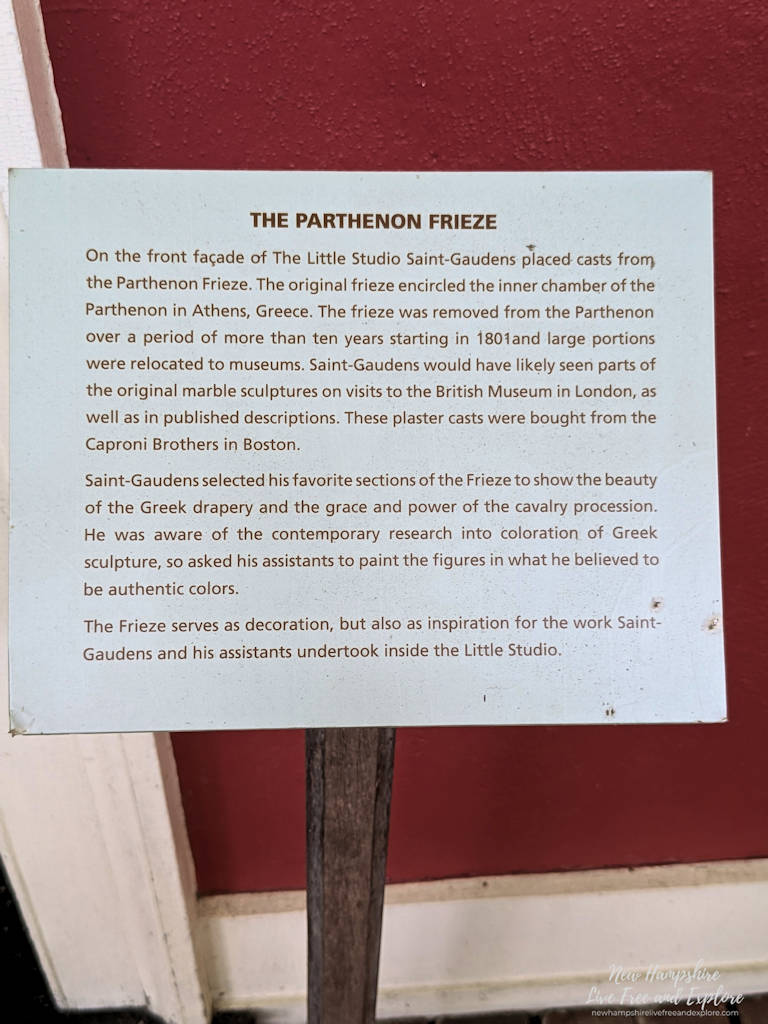 THE PARTHENON FRIEZE
On the front façade of The Little Studio Saint-Gaudens placed casts from
the Parthenon Frieze. The original frieze encircled the inner chamber of the
Parthenon in Athens, Greece. The frieze was removed from the Parthenon
over a period of more than ten years starting in 1801and large portions
were relocated to museums. Saint-Gaudens would have likely seen parts of
the original marble sculptures on visits to the British Museum in London, as
well as in published descriptions. These plaster casts were bought from the
Caproni Brothers in Boston.
Saint-Gaudens selected his favorite sections of the Frieze to show the beauty
of the Greek drapery and the grace and power of the cavalry procession.
He was aware of the contemporary research into coloration of Greek
sculpture, so asked his assistants to paint the figures in what he believed to
be authentic colors.
The Frieze serves as decoration, but also as inspiration for the work Saint-
Gaudens and his assistants undertook inside the Little Studio.
New Hampshire
Live Free and Explore
newhampshirelivefreeandexplore.com